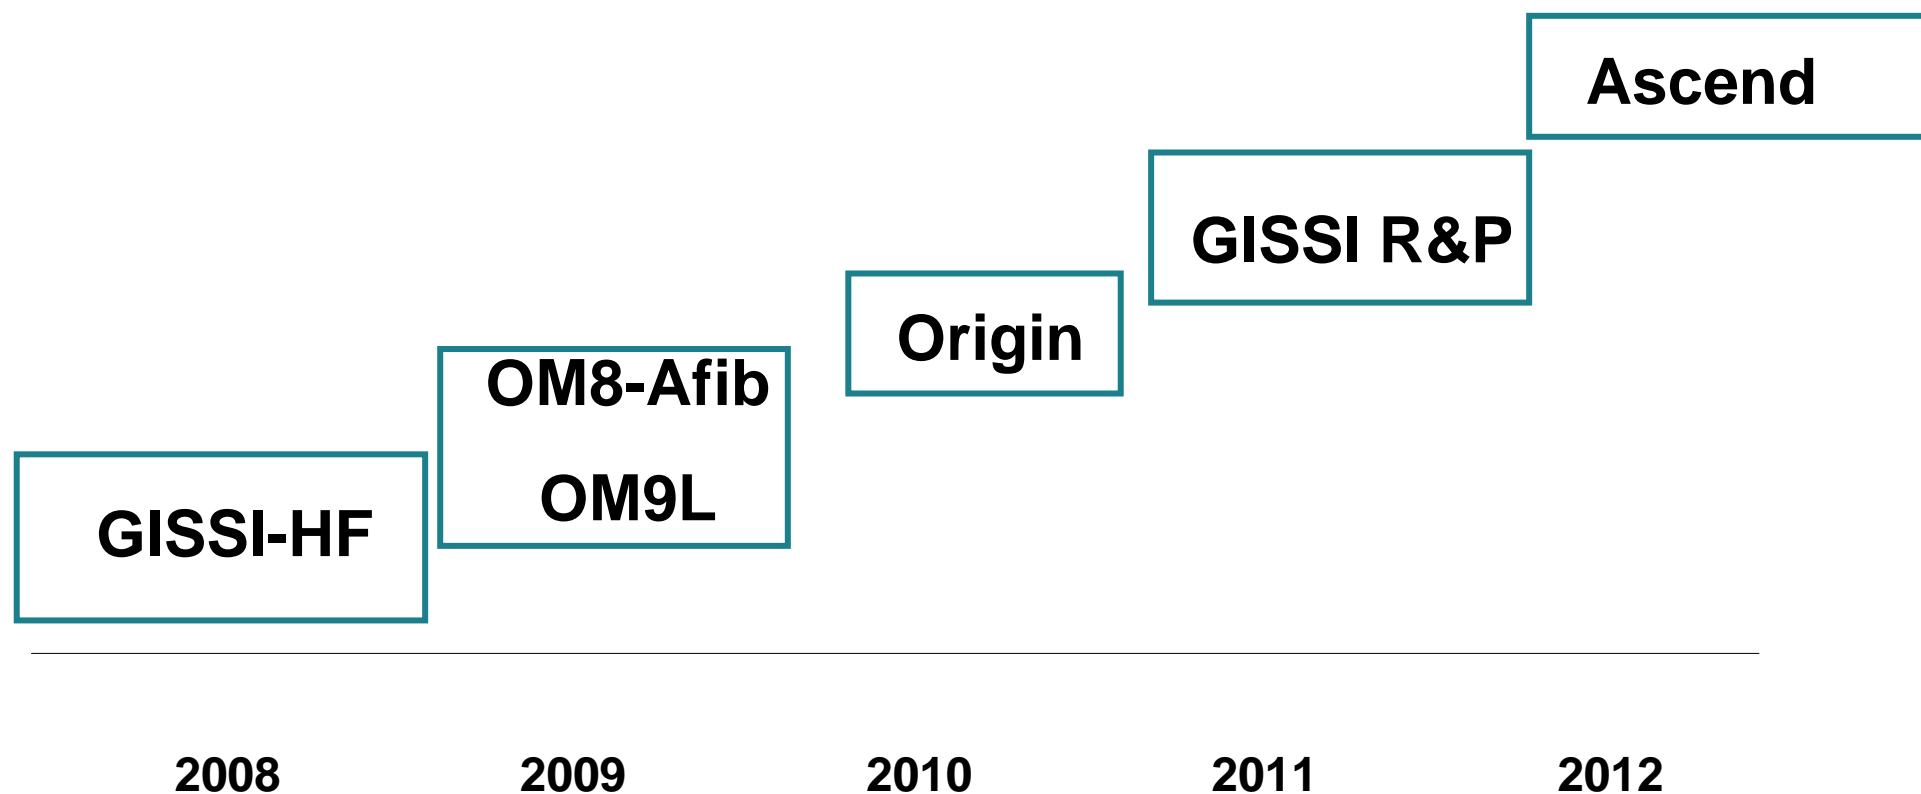 Ascend
GISSI R&P
Origin
OM8-Afib
OM9L
GISSI-HF
2008 2009 2010 2011 2012